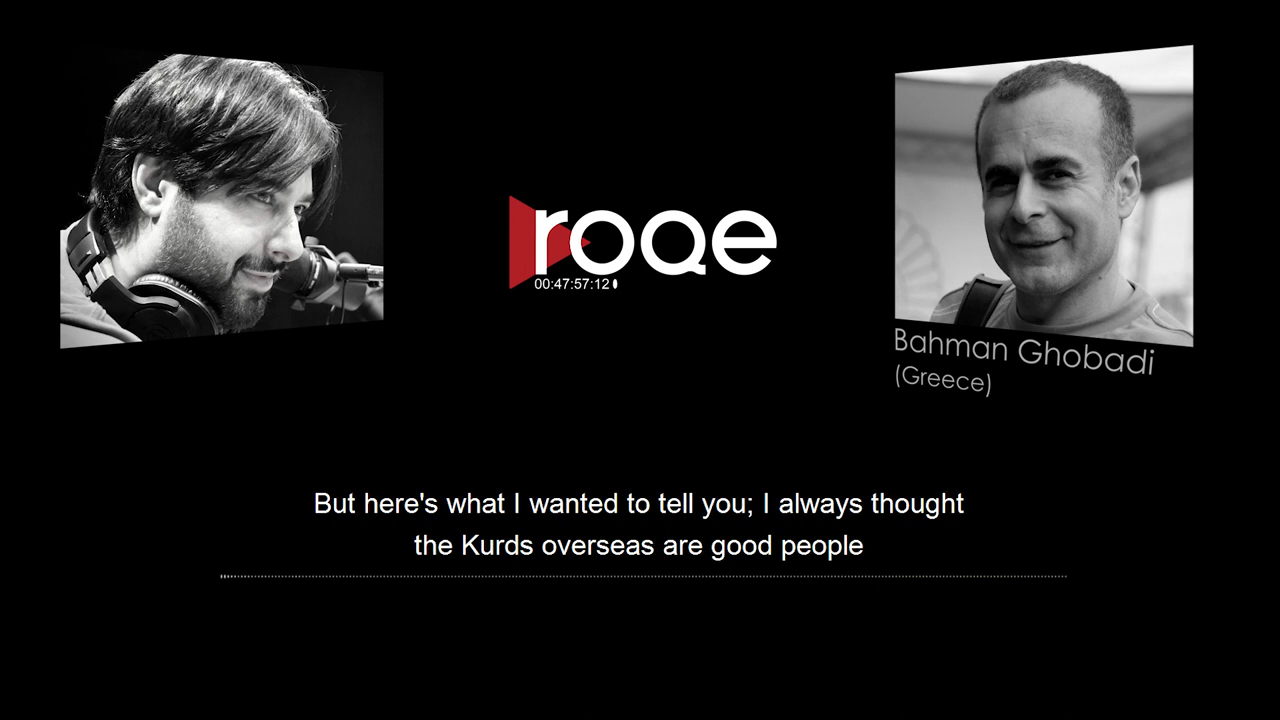 roqe
00:47:57:12
Bahman Ghobadi
(Greece)
But here's what I wanted to tell you; I always thought
the Kurds overseas are good people